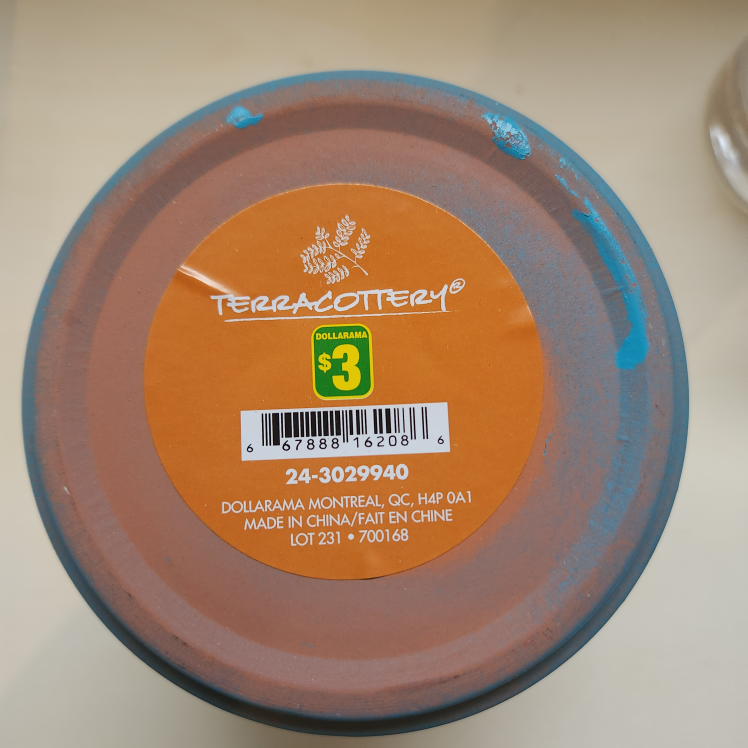 TERRACOTTERY®
DOLLARAMA
$3
6 67888 16208 6
24-3029940
DOLLARAMA MONTREAL, QC, H4P 0A1
MADE IN CHINA/FAIT EN CHINE
LOT 231 • 700168